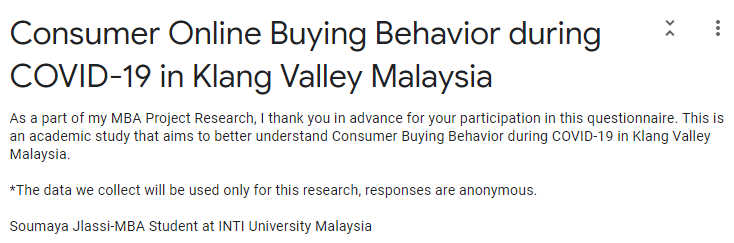 Consumer Online Buying Behavior during
COVID-19 in Klang Valley Malaysia
As a part of my MBA Project Research, I thank you in advance for your participation in this questionnaire. This is
an academic study that aims to better understand Consumer Buying Behavior during COVID-19 in Klang Valley
Malaysia.
*The data we collect will be used only for this research, responses are anonymous.
Soumaya Jlassi-MBA Student at INTI University Malaysia